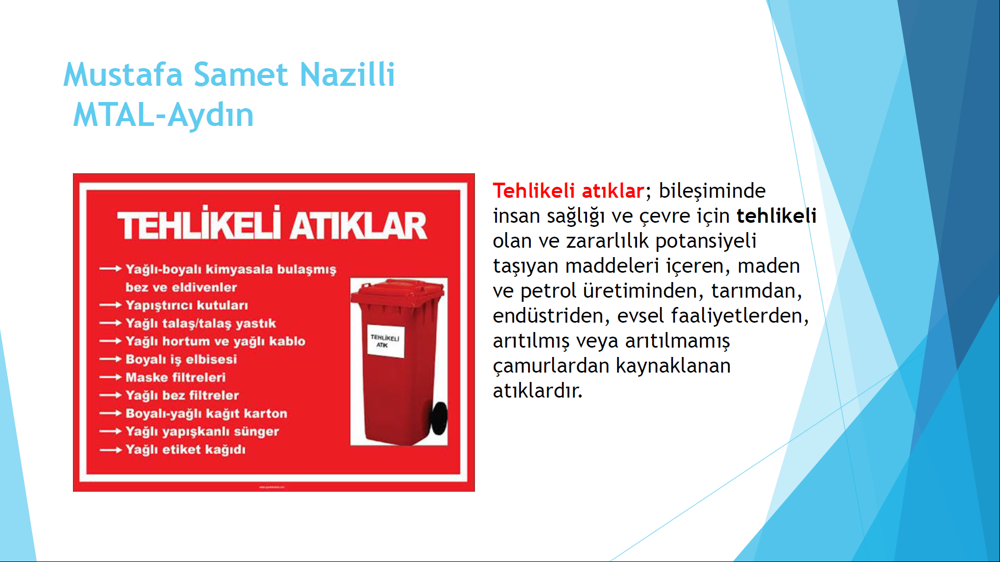 Mustafa Samet Nazilli
MTAL-Aydın
TEHLİKELİ ATIKLAR
Yağlı-boyalı kimyasala bulaşmış
bez ve eldivenler
Yapıştırıcı kutuları
Yağlı talaş/talaş yastık
Yağlı hortum ve yağlı kablo
Boyalı iş elbisesi
Maske filtreleri
Yağlı bez filtreler
Boyalı-yağlı kağıt karton
Yağlı yapışkanlı sünger
Yağlı etiket kağıdı
TEHLİKELİ
ATIK
Tehlikeli atıklar; bileşiminde
insan sağlığı ve çevre için tehlikeli
olan ve zararlılık potansiyeli
taşıyan maddeleri içeren, maden
ve petrol üretiminden, tarımdan,
endüstriden, evsel faaliyetlerden,
arıtılmış veya arıtılmamış
çamurlardan kaynaklanan
atıklardır.